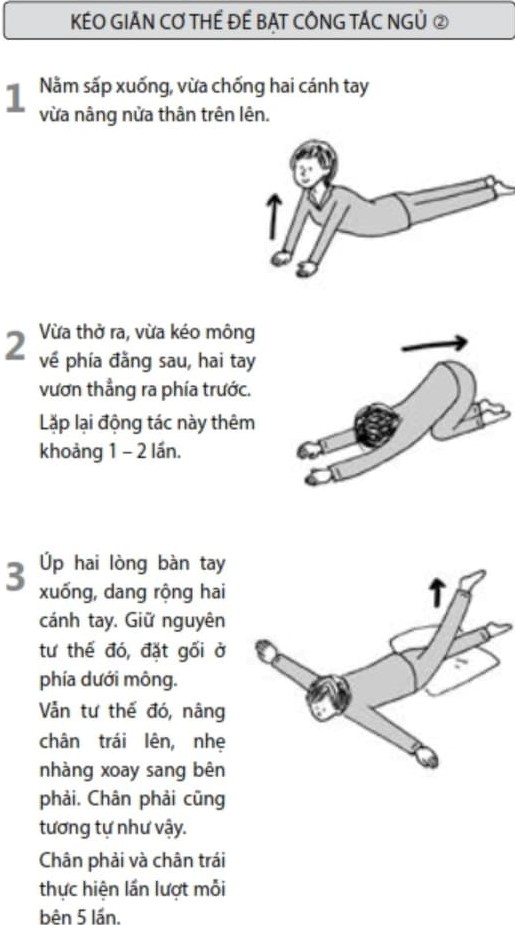 KÉO GIÃN CƠ THỂ ĐỂ BẬT CÔNG TẮC NGỦ ②
1
Nằm sấp xuống, vừa chống hai cánh tay
vừa nâng nửa thân trên lên.
2
Vừa thở ra, vừa kéo mông
về phía đằng sau, hai tay
vươn thẳng ra phía trước.
Lặp lại động tác này thêm
khoảng 1 – 2 lần.
3
Úp hai lòng bàn tay
xuống, dang rộng hai
cánh tay. Giữ nguyên
tư thế đó, đặt gối ở
phía dưới mông.
Vẫn tư thế đó, nâng
chân trái lên, nhẹ
nhàng xoay sang bên
phải. Chân phải cũng
tương tự như vậy.
Chân phải và chân trái
thực hiện lần lượt mỗi
bên 5 lần.